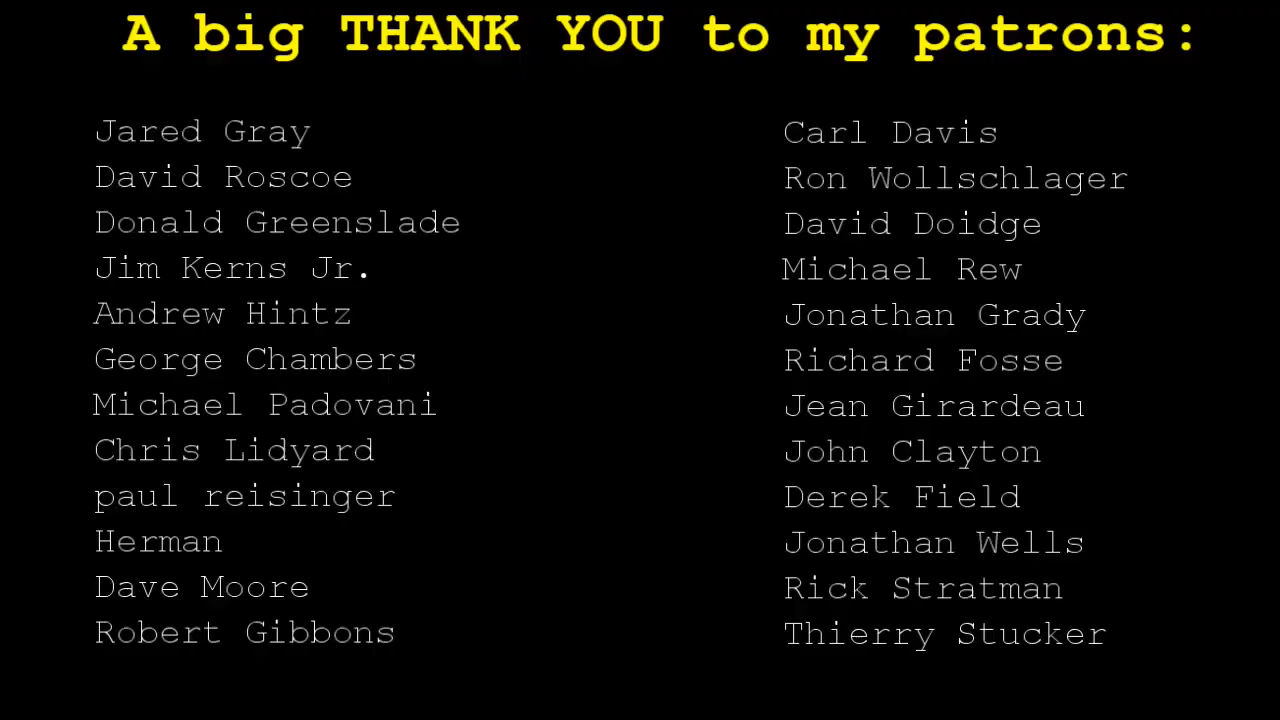 A big THANK YOU to my patrons:
Jared Gray
David Roscoe
Donald Greenslade
Jim Kerns Jr.
Andrew Hintz
George Chambers
Michael Padovani
Chris Lidyard
paul reisinger
Herman
Dave Moore
Robert Gibbons
Carl Davis
Ron Wollschlager
David Doidge
Michael Rew
Jonathan Grady
Richard Fosse
Jean Girardeau
John Clayton
Derek Field
Jonathan Wells
Rick Stratman
Thierry Stucker